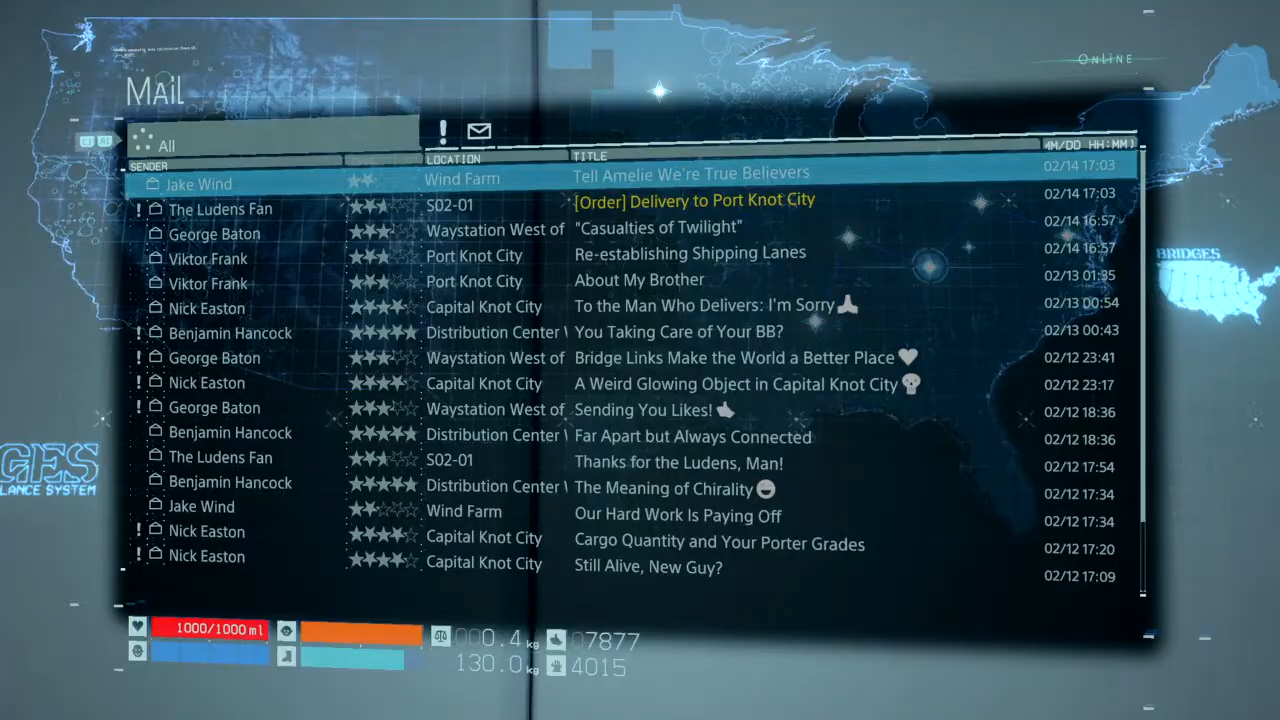 ONLINE
MAiL
L1 R1
All
SENDER LOCATION TITLE (MM/DD HH:MM)
Jake Wind Wind Farm Tell Amelie We're True Believers 02/14 17:03
! The Ludens Fan S02-01 [Order] Delivery to Port Knot City 02/14 17:03
George Baton Waystation West of "Casualties of Twilight" 02/14 16:57
Viktor Frank Port Knot City Re-establishing Shipping Lanes 02/14 16:57
Viktor Frank Port Knot City About My Brother 02/13 01:35
Nick Easton Capital Knot City To the Man Who Delivers: I'm Sorry 02/13 00:54
! Benjamin Hancock Distribution Center You Taking Care of Your BB? 02/13 00:43
! George Baton Waystation West of Bridge Links Make the World a Better Place 02/12 23:41
! Nick Easton Capital Knot City A Weird Glowing Object in Capital Knot City 02/12 23:17
! George Baton Waystation West of Sending You Likes! 02/12 18:36
Benjamin Hancock Distribution Center Far Apart but Always Connected 02/12 18:36
The Ludens Fan S02-01 Thanks for the Ludens, Man! 02/12 17:54
Benjamin Hancock Distribution Center The Meaning of Chirality 02/12 17:34
Jake Wind Wind Farm Our Hard Work Is Paying Off 02/12 17:34
! Nick Easton Capital Knot City Cargo Quantity and Your Porter Grades 02/12 17:20
! Nick Easton Capital Knot City Still Alive, New Guy? 02/12 17:09
BRIDGES
GES
LANCE SYSTEM
1000/1000 ml 000.4 kg 07877
130.0 kg 4015